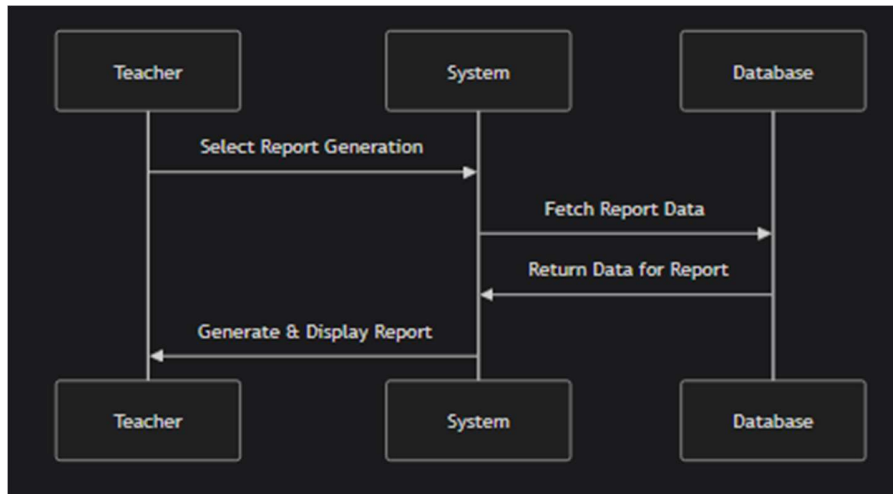 Teacher
System
Database
Select Report Generation
Fetch Report Data
Return Data for Report
Generate & Display Report
Teacher
System
Database